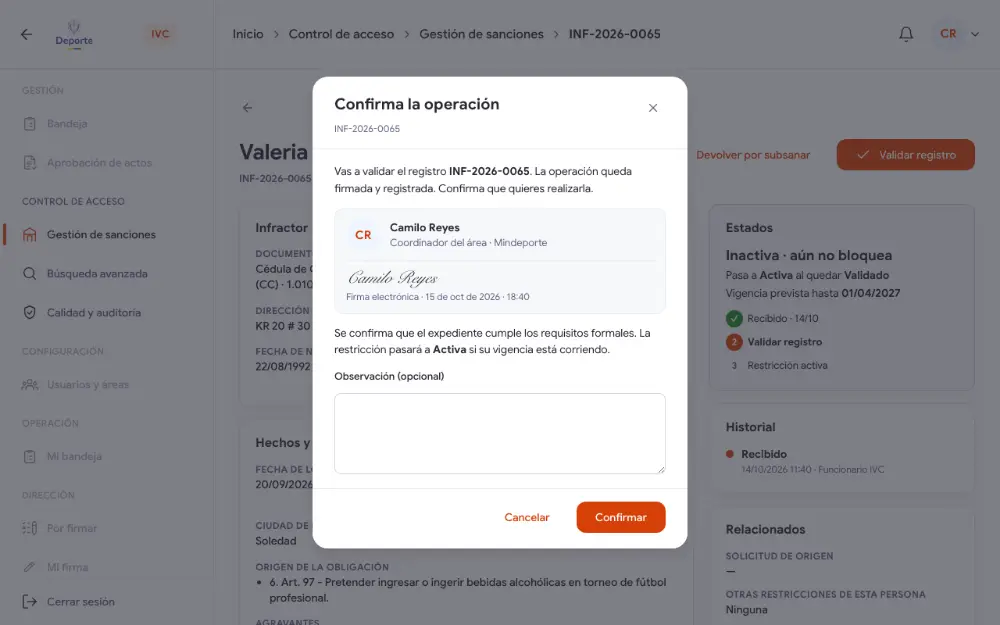 Deporte
IVC
Inicio > Control de acceso > Gestión de sanciones > INF-2026-0065
CR
GESTIÓN
Bandeja
Aprobación de actos
CONTROL DE ACCESO
Gestión de sanciones
Búsqueda avanzada
Calidad y auditoría
CONFIGURACIÓN
Usuarios y áreas
OPERACIÓN
Mi bandeja
DIRECCIÓN
Por firmar
Mi firma
Cerrar sesión
Valeria
INF-2026-0065
Devolver por subsanar
Validar registro
Infractor
Cédula de
(CC) · 1.010
DIRECCIÓN
KR 20 # 30
22/08/1992
Hechos y
20/09/2026
CIUDAD DE
Soledad
ORIGEN DE LA OBLIGACIÓN
• 6. Art. 97 - Pretender ingresar o ingerir bebidas alcohólicas en torneo de fútbol
profesional.
AGRAVANTES
Confirma la operación
INF-2026-0065
Vas a validar el registro INF-2026-0065. La operación queda
firmada y registrada. Confirma que quieres realizarla.
CR
Camilo Reyes
Coordinador del área · Mindeporte
Camilo Reyes
Firma electrónica · 15 de oct de 2026 · 18:40
Se confirma que el expediente cumple los requisitos formales. La
restricción pasará a Activa si su vigencia está corriendo.
Observación (opcional)
Cancelar
Confirmar
Estados
Inactiva · aún no bloquea
Pasa a Activa al quedar Validado
Vigencia prevista hasta 01/04/2027
Recibido · 14/10
2 Validar registro
3 Restricción activa
Historial
Recibido
14/10/2026 11:40 · Funcionario IVC
Relacionados
SOLICITUD DE ORIGEN
—
OTRAS RESTRICCIONES DE ESTA PERSONA
Ninguna